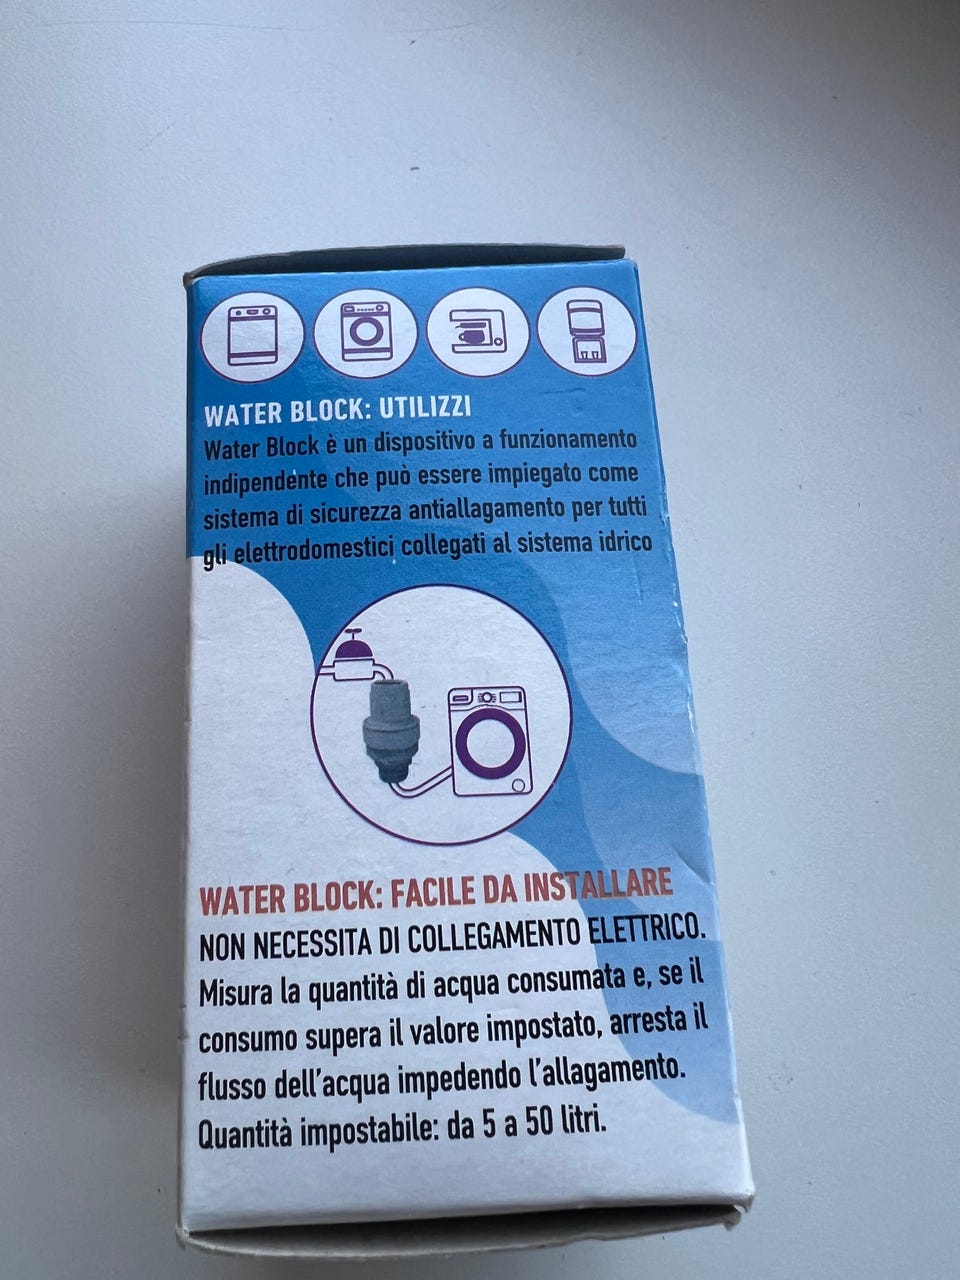 WATER BLOCK: UTILIZZI
Water Block è un dispositivo a funzionamento
indipendente che può essere impiegato come
sistema di sicurezza antiallagamento per tutti
gli elettrodomestici collegati al sistema idrico
WATER BLOCK: FACILE DA INSTALLARE
NON NECESSITA DI COLLEGAMENTO ELETTRICO.
Misura la quantità di acqua consumata e, se il
consumo supera il valore impostato, arresta il
flusso dell'acqua impedendo l'allagamento.
Quantità impostabile: da 5 a 50 litri.